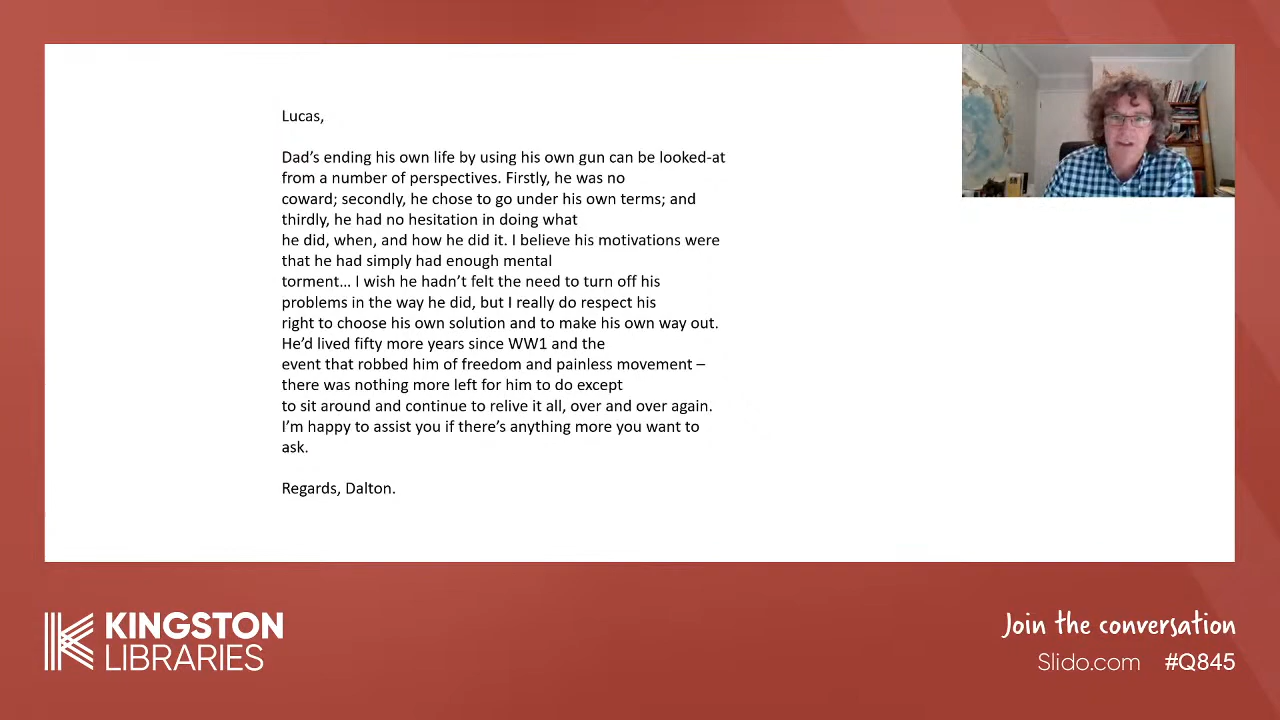 Lucas,
Dad’s ending his own life by using his own gun can be looked-at
from a number of perspectives. Firstly, he was no
coward; secondly, he chose to go under his own terms; and
thirdly, he had no hesitation in doing what
he did, when, and how he did it. I believe his motivations were
that he had simply had enough mental
torment… I wish he hadn’t felt the need to turn off his
problems in the way he did, but I really do respect his
right to choose his own solution and to make his own way out.
He’d lived fifty more years since WW1 and the
event that robbed him of freedom and painless movement –
there was nothing more left for him to do except
to sit around and continue to relive it all, over and over again.
I’m happy to assist you if there’s anything more you want to
ask.
Regards, Dalton.
KINGSTON
LIBRARIES
Join the conversation
Slido.com #Q845